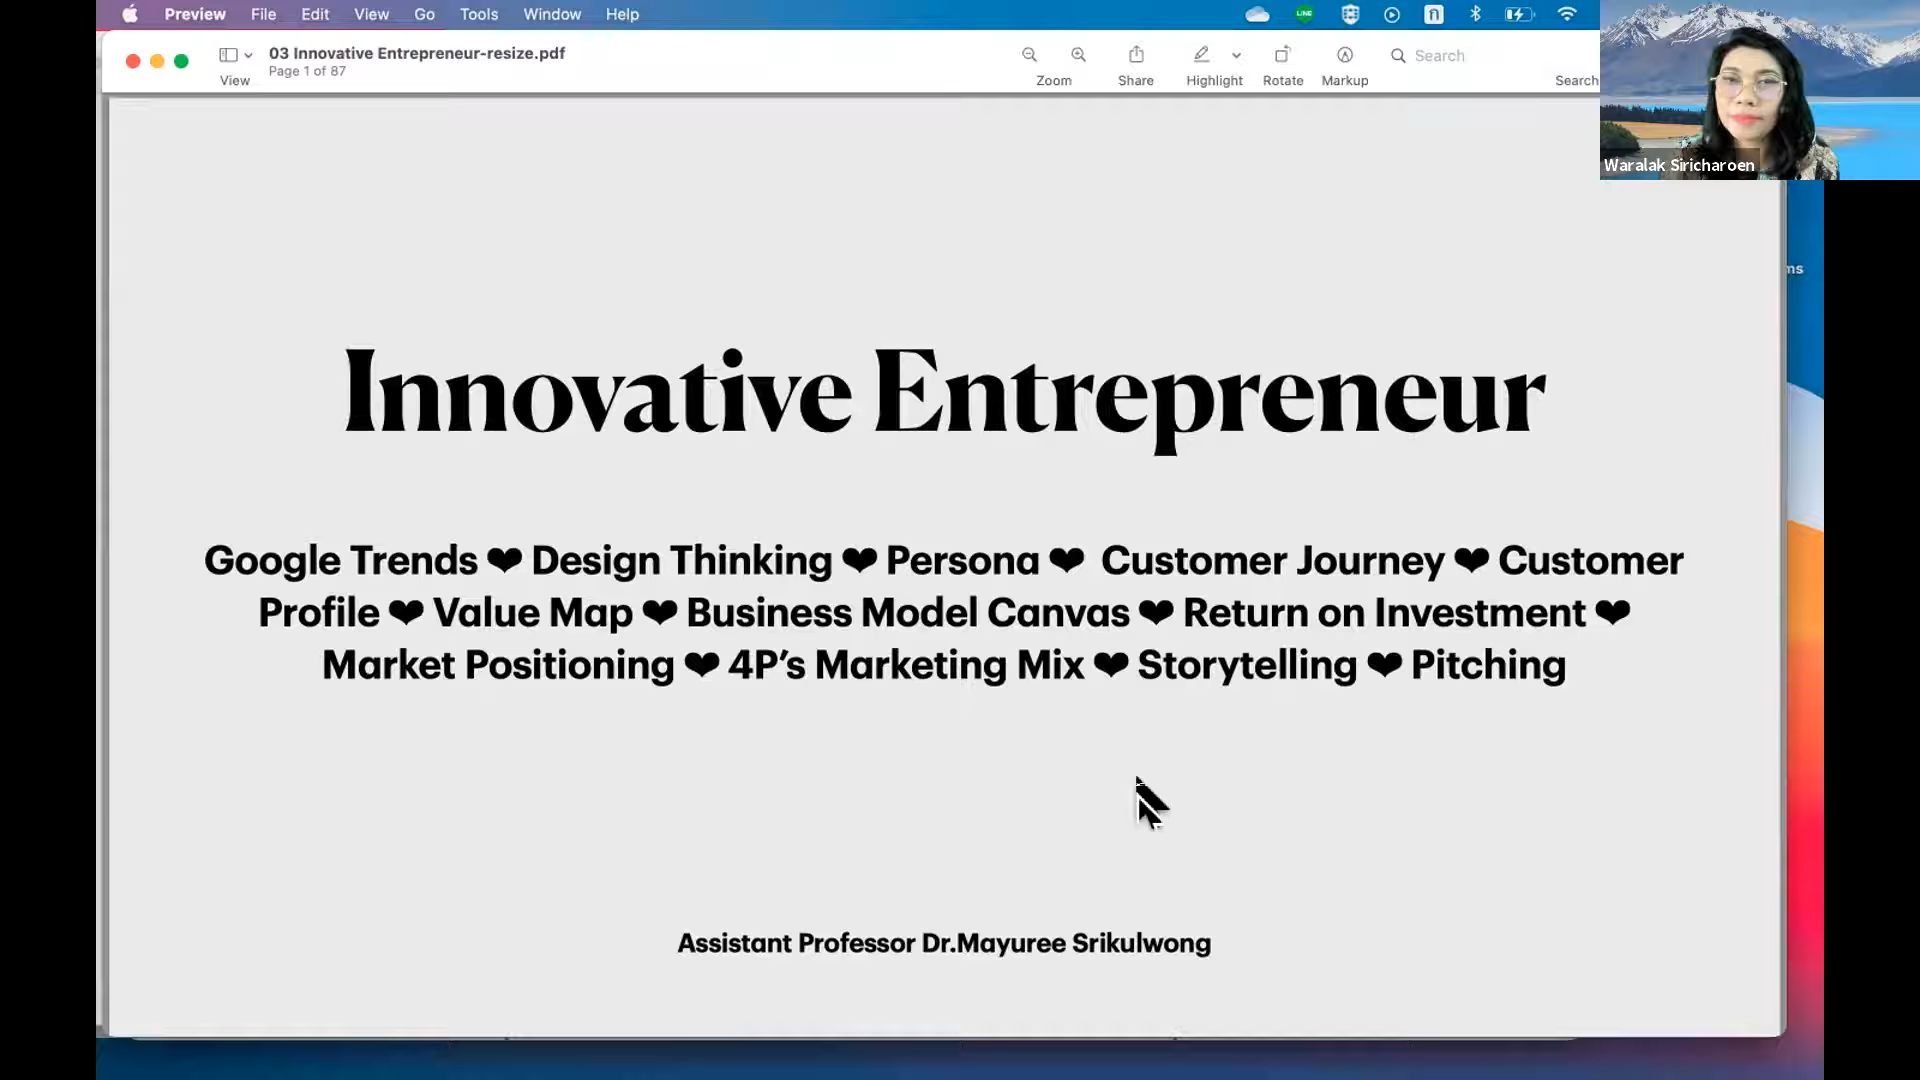 Preview File Edit View Go Tools Window Help
LINE
03 Innovative Entrepreneur-resize.pdf
Page 1 of 87
Search
View Zoom Share Highlight Rotate Markup Search
Waralak Siricharoen
ms
Innovative Entrepreneur
Google Trends ❤ Design Thinking ❤ Persona ❤ Customer Journey ❤ Customer
Profile ❤ Value Map ❤ Business Model Canvas ❤ Return on Investment ❤
Market Positioning ❤ 4P’s Marketing Mix ❤ Storytelling ❤ Pitching
Assistant Professor Dr.Mayuree Srikulwong